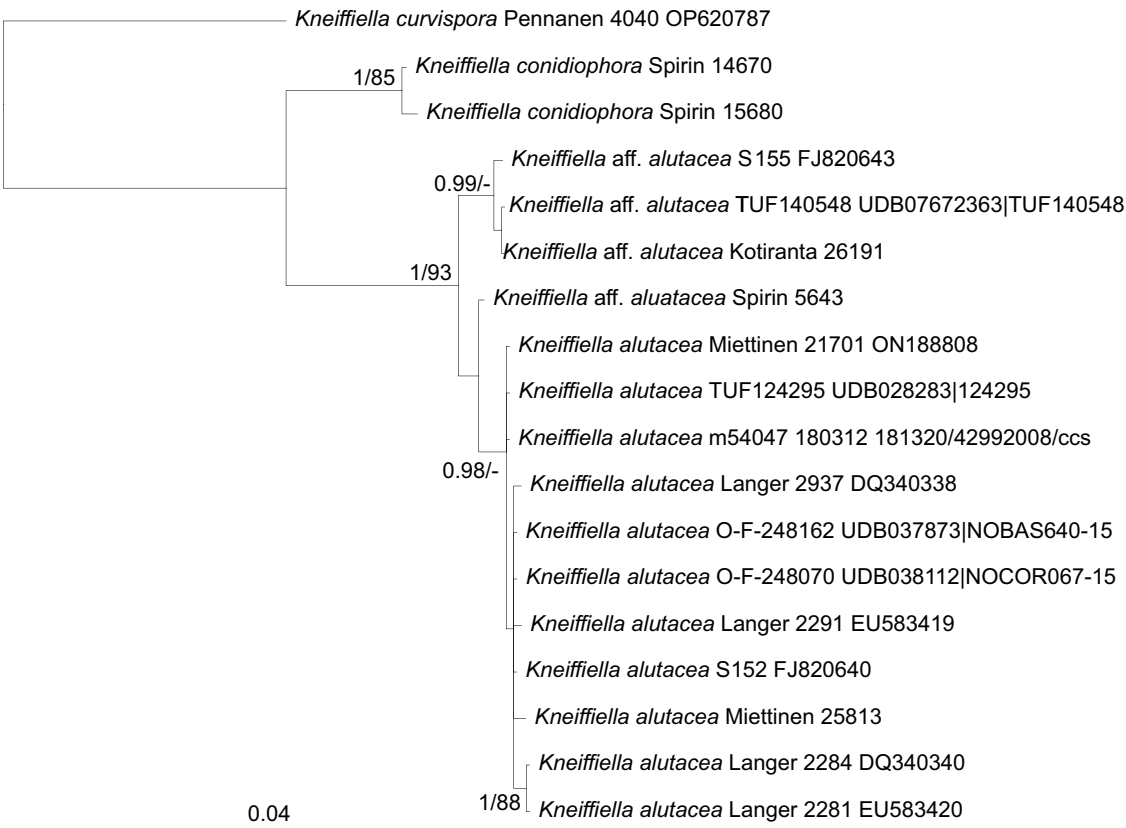 Kneiffiella curvispora Pennanen 4040 OP620787
Kneiffiella conidiophora Spirin 14670
1/85
Kneiffiella conidiophora Spirin 15680
Kneiffiella aff. alutacea S155 FJ820643
0.99/-
Kneiffiella aff. alutacea TUF140548 UDB07672363|TUF140548
Kneiffiella aff. alutacea Kotiranta 26191
1/93
Kneiffiella aff. aluatacea Spirin 5643
Kneiffiella alutacea Miettinen 21701 ON188808
Kneiffiella alutacea TUF124295 UDB028283|124295
Kneiffiella alutacea m54047 180312 181320/42992008/ccs
0.98/-
Kneiffiella alutacea Langer 2937 DQ340338
Kneiffiella alutacea O-F-248162 UDB037873|NOBAS640-15
Kneiffiella alutacea O-F-248070 UDB038112|NOCOR067-15
Kneiffiella alutacea Langer 2291 EU583419
Kneiffiella alutacea S152 FJ820640
Kneiffiella alutacea Miettinen 25813
Kneiffiella alutacea Langer 2284 DQ340340
1/88
Kneiffiella alutacea Langer 2281 EU583420
0.04